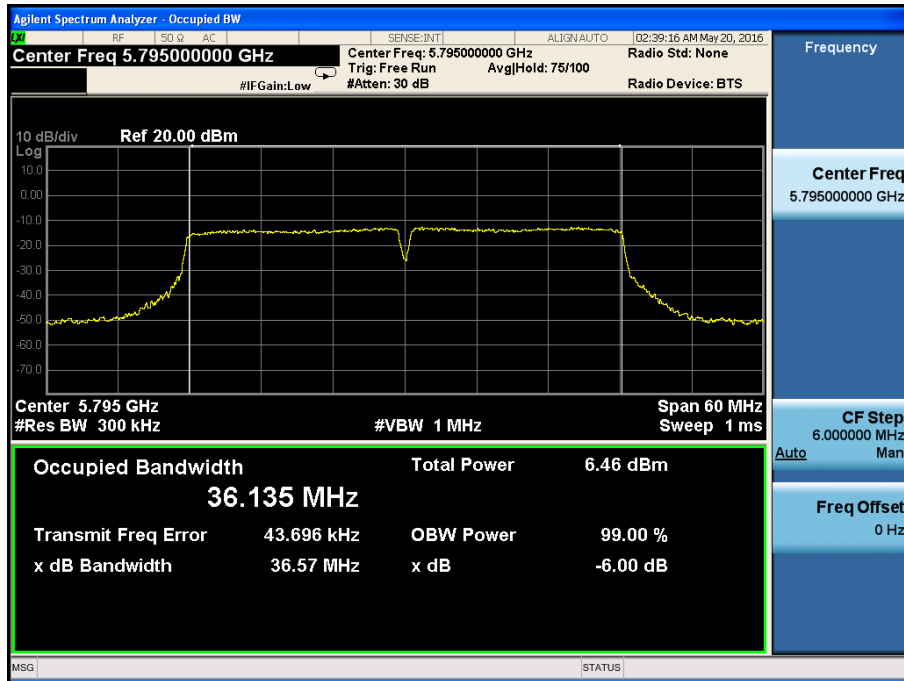 Agilent Spectrum Analyzer - Occupied BW
LXI RF 50 Ω AC SENSE:INT ALIGN AUTO 02:39:16 AM May 20, 2016
Center Freq 5.795000000 GHz
Center Freq: 5.795000000 GHz
Radio Std: None
Trig: Free Run Avg|Hold: 75/100
#IFGain:Low
#Atten: 30 dB
Radio Device: BTS
10 dB/div Ref 20.00 dBm
Log
10.0
0.00
-10.0
-20.0
-30.0
-40.0
-50.0
-60.0
-70.0
Center 5.795 GHz Span 60 MHz
#Res BW 300 kHz #VBW 1 MHz Sweep 1 ms
Occupied Bandwidth Total Power 6.46 dBm
36.135 MHz
Transmit Freq Error 43.696 kHz OBW Power 99.00 %
x dB Bandwidth 36.57 MHz x dB -6.00 dB
MSG STATUS
Frequency
Center Freq
5.795000000 GHz
CF Step
6.000000 MHz
Auto Man
Freq Offset
0 Hz